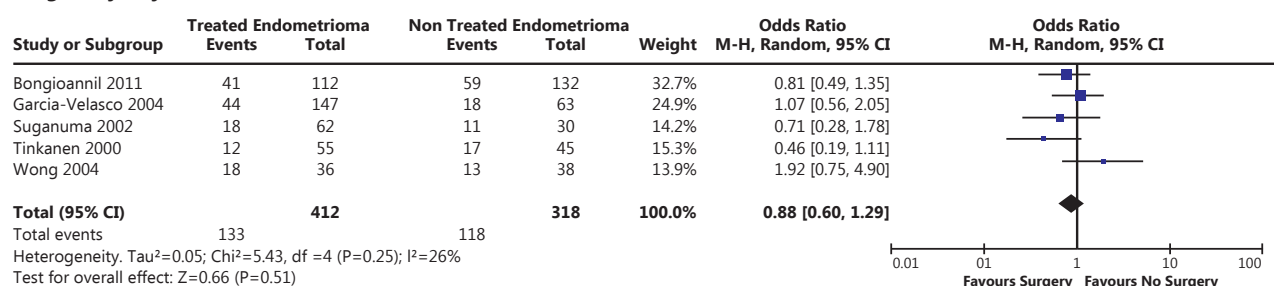 Treated Endometrioma Non Treated Endometrioma Odds Ratio Odds Ratio
Study or Subgroup Events Total Events Total Weight M-H, Random, 95% CI M-H, Random, 95% CI
Bongioannil 2011 41 112 59 132 32.7% 0.81 [0.49, 1.35]
Garcia-Velasco 2004 44 147 18 63 24.9% 1.07 [0.56, 2.05]
Suganuma 2002 18 62 11 30 14.2% 0.71 [0.28, 1.78]
Tinkanen 2000 12 55 17 45 15.3% 0.46 [0.19, 1.11]
Wong 2004 18 36 13 38 13.9% 1.92 [0.75, 4.90]
Total (95% CI) 412 318 100.0% 0.88 [0.60, 1.29]
Total events 133 118
Heterogeneity. Tau²=0.05; Chi²=5.43, df =4 (P=0.25); I²=26%
Test for overall effect: Z=0.66 (P=0.51)
0.01 01 1 10 100
Favours Surgery Favours No Surgery